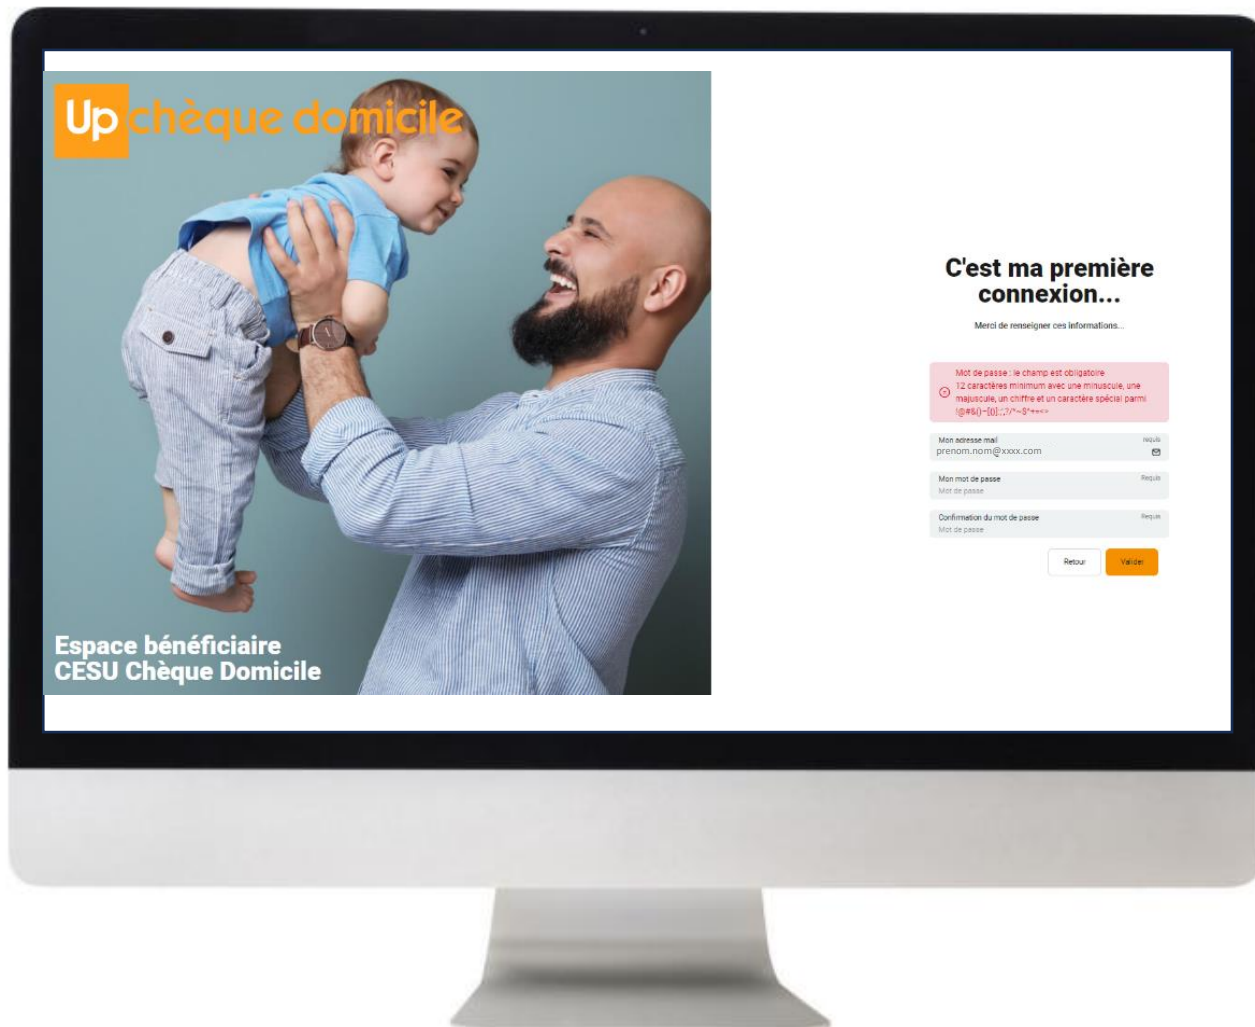 Up chèque domicile
Espace bénéficiaire
CESU Chèque Domicile
C'est ma première
connexion...
Merci de renseigner ces informations...
Mot de passe : le champ est obligatoire
12 caractères minimum avec une minuscule, une
majuscule, un chiffre et un caractère spécial parmi
Mon adresse mail requis
prenom.nom@xxxx.com
Mon mot de passe Requis
Mot de passe
Confirmation du mot de passe Requis
Mot de passe
Retour Valider